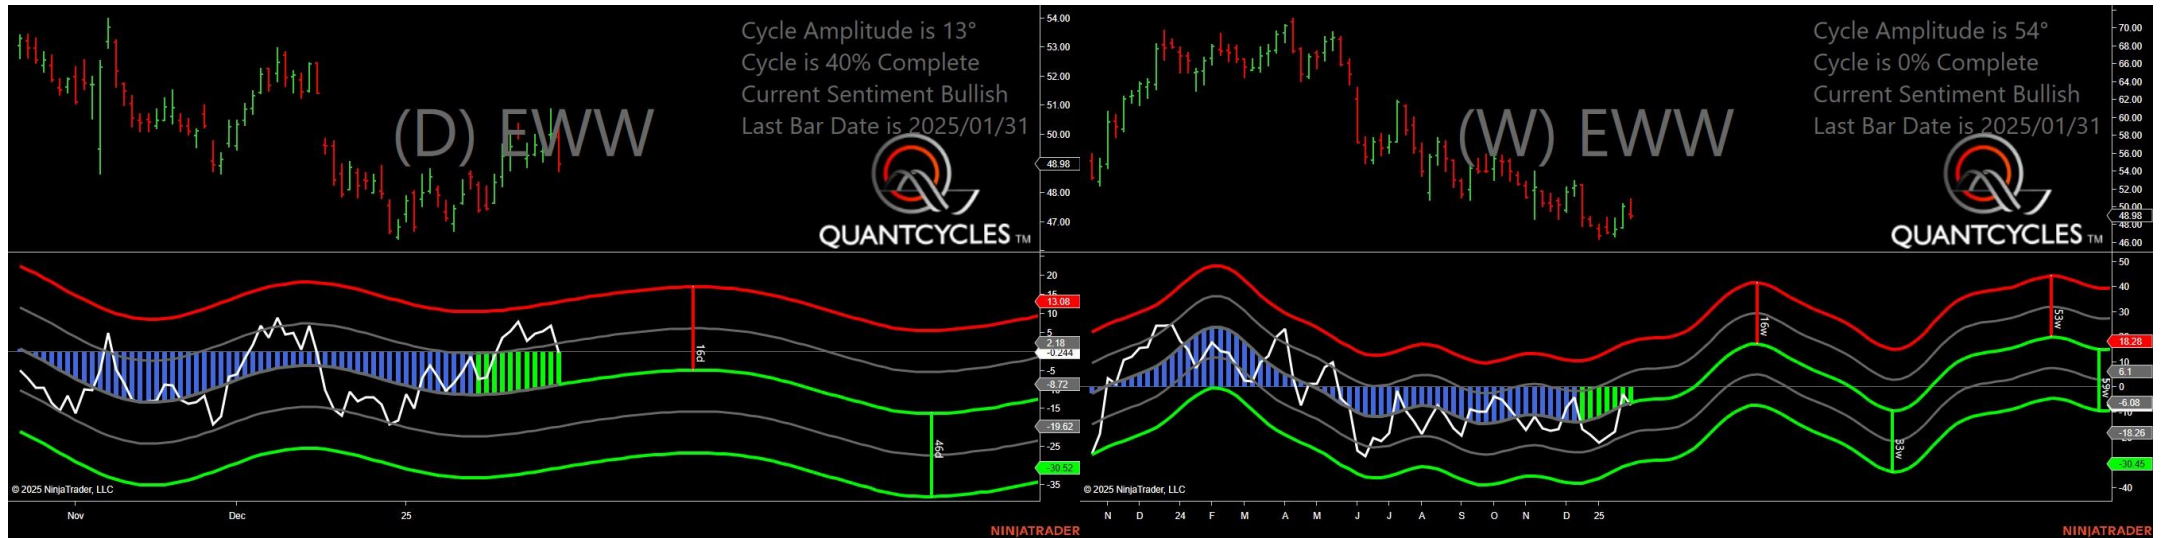 Cycle Amplitude is 13°
Cycle is 40% Complete
Current Sentiment Bullish
Last Bar Date is 2025/01/31
(D) EWW
QUANTCYCLES TM
54.00
53.00
52.00
51.00
50.00
48.98
48.00
47.00
20
15
13.08
10
5
2.18
-0.244
-5
-8.72
-15
-19.62
-25
-30.52
-35
16d
46d
© 2025 NinjaTrader, LLC
Nov Dec 25
NINJATRADER
Cycle Amplitude is 54°
Cycle is 0% Complete
Current Sentiment Bullish
Last Bar Date is 2025/01/31
(W) EWW
QUANTCYCLES TM
70.00
68.00
66.00
64.00
62.00
60.00
58.00
56.00
54.00
52.00
50.00
48.98
48.00
46.00
50
40
30
18.28
10
6.1
0
-6.08
-10
-18.26
-30.45
-40
16w
33w
53w
59w
© 2025 NinjaTrader, LLC
N D 24 F M A M J J A S O N D 25
NINJATRADER